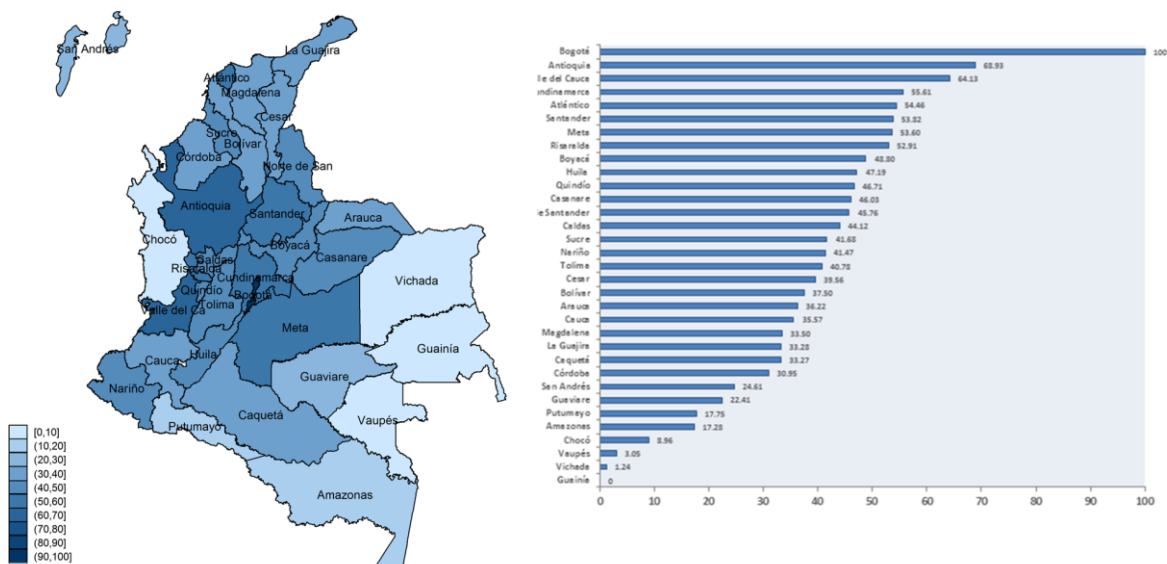 San Andrés
La Guajira
Atlántico
Magdalena
Cesar
Sucre
Bolívar
Córdoba
Norte de San
Antioquia
Santander
Arauca
Chocó
Boyacá
Caldas
Casanare
Risaralda
Cundinamarca
Vichada
Quindío
Bogotá
Valle del Ca
Tolima
Meta
Guainía
Cauca
Huila
Guaviare
Nariño
Caquetá
Vaupés
Putumayo
Amazonas
[0,10]
(10,20]
(20,30]
(30,40]
(40,50]
(50,60]
(60,70]
(70,80]
(80,90]
(90,100]
Bogotá 100
Antioquia 68.93
lle del Cauca 64.13
undinamarca 55.61
Atlántico 54.46
Santander 53.82
Meta 53.60
Risaralda 52.91
Boyacá 48.80
Huila 47.19
Quindío 46.71
Casanare 46.03
e Santander 45.76
Caldas 44.12
Sucre 41.68
Nariño 41.47
Tolima 40.78
Cesar 39.56
Bolívar 37.50
Arauca 36.22
Cauca 35.57
Magdalena 33.50
La Guajira 33.28
Caquetá 33.27
Córdoba 30.95
San Andrés 24.61
Guaviare 22.41
Putumayo 17.75
Amazonas 17.28
Chocó 8.96
Vaupés 3.05
Vichada 1.24
Guainía 0
0 10 20 30 40 50 60 70 80 90 100